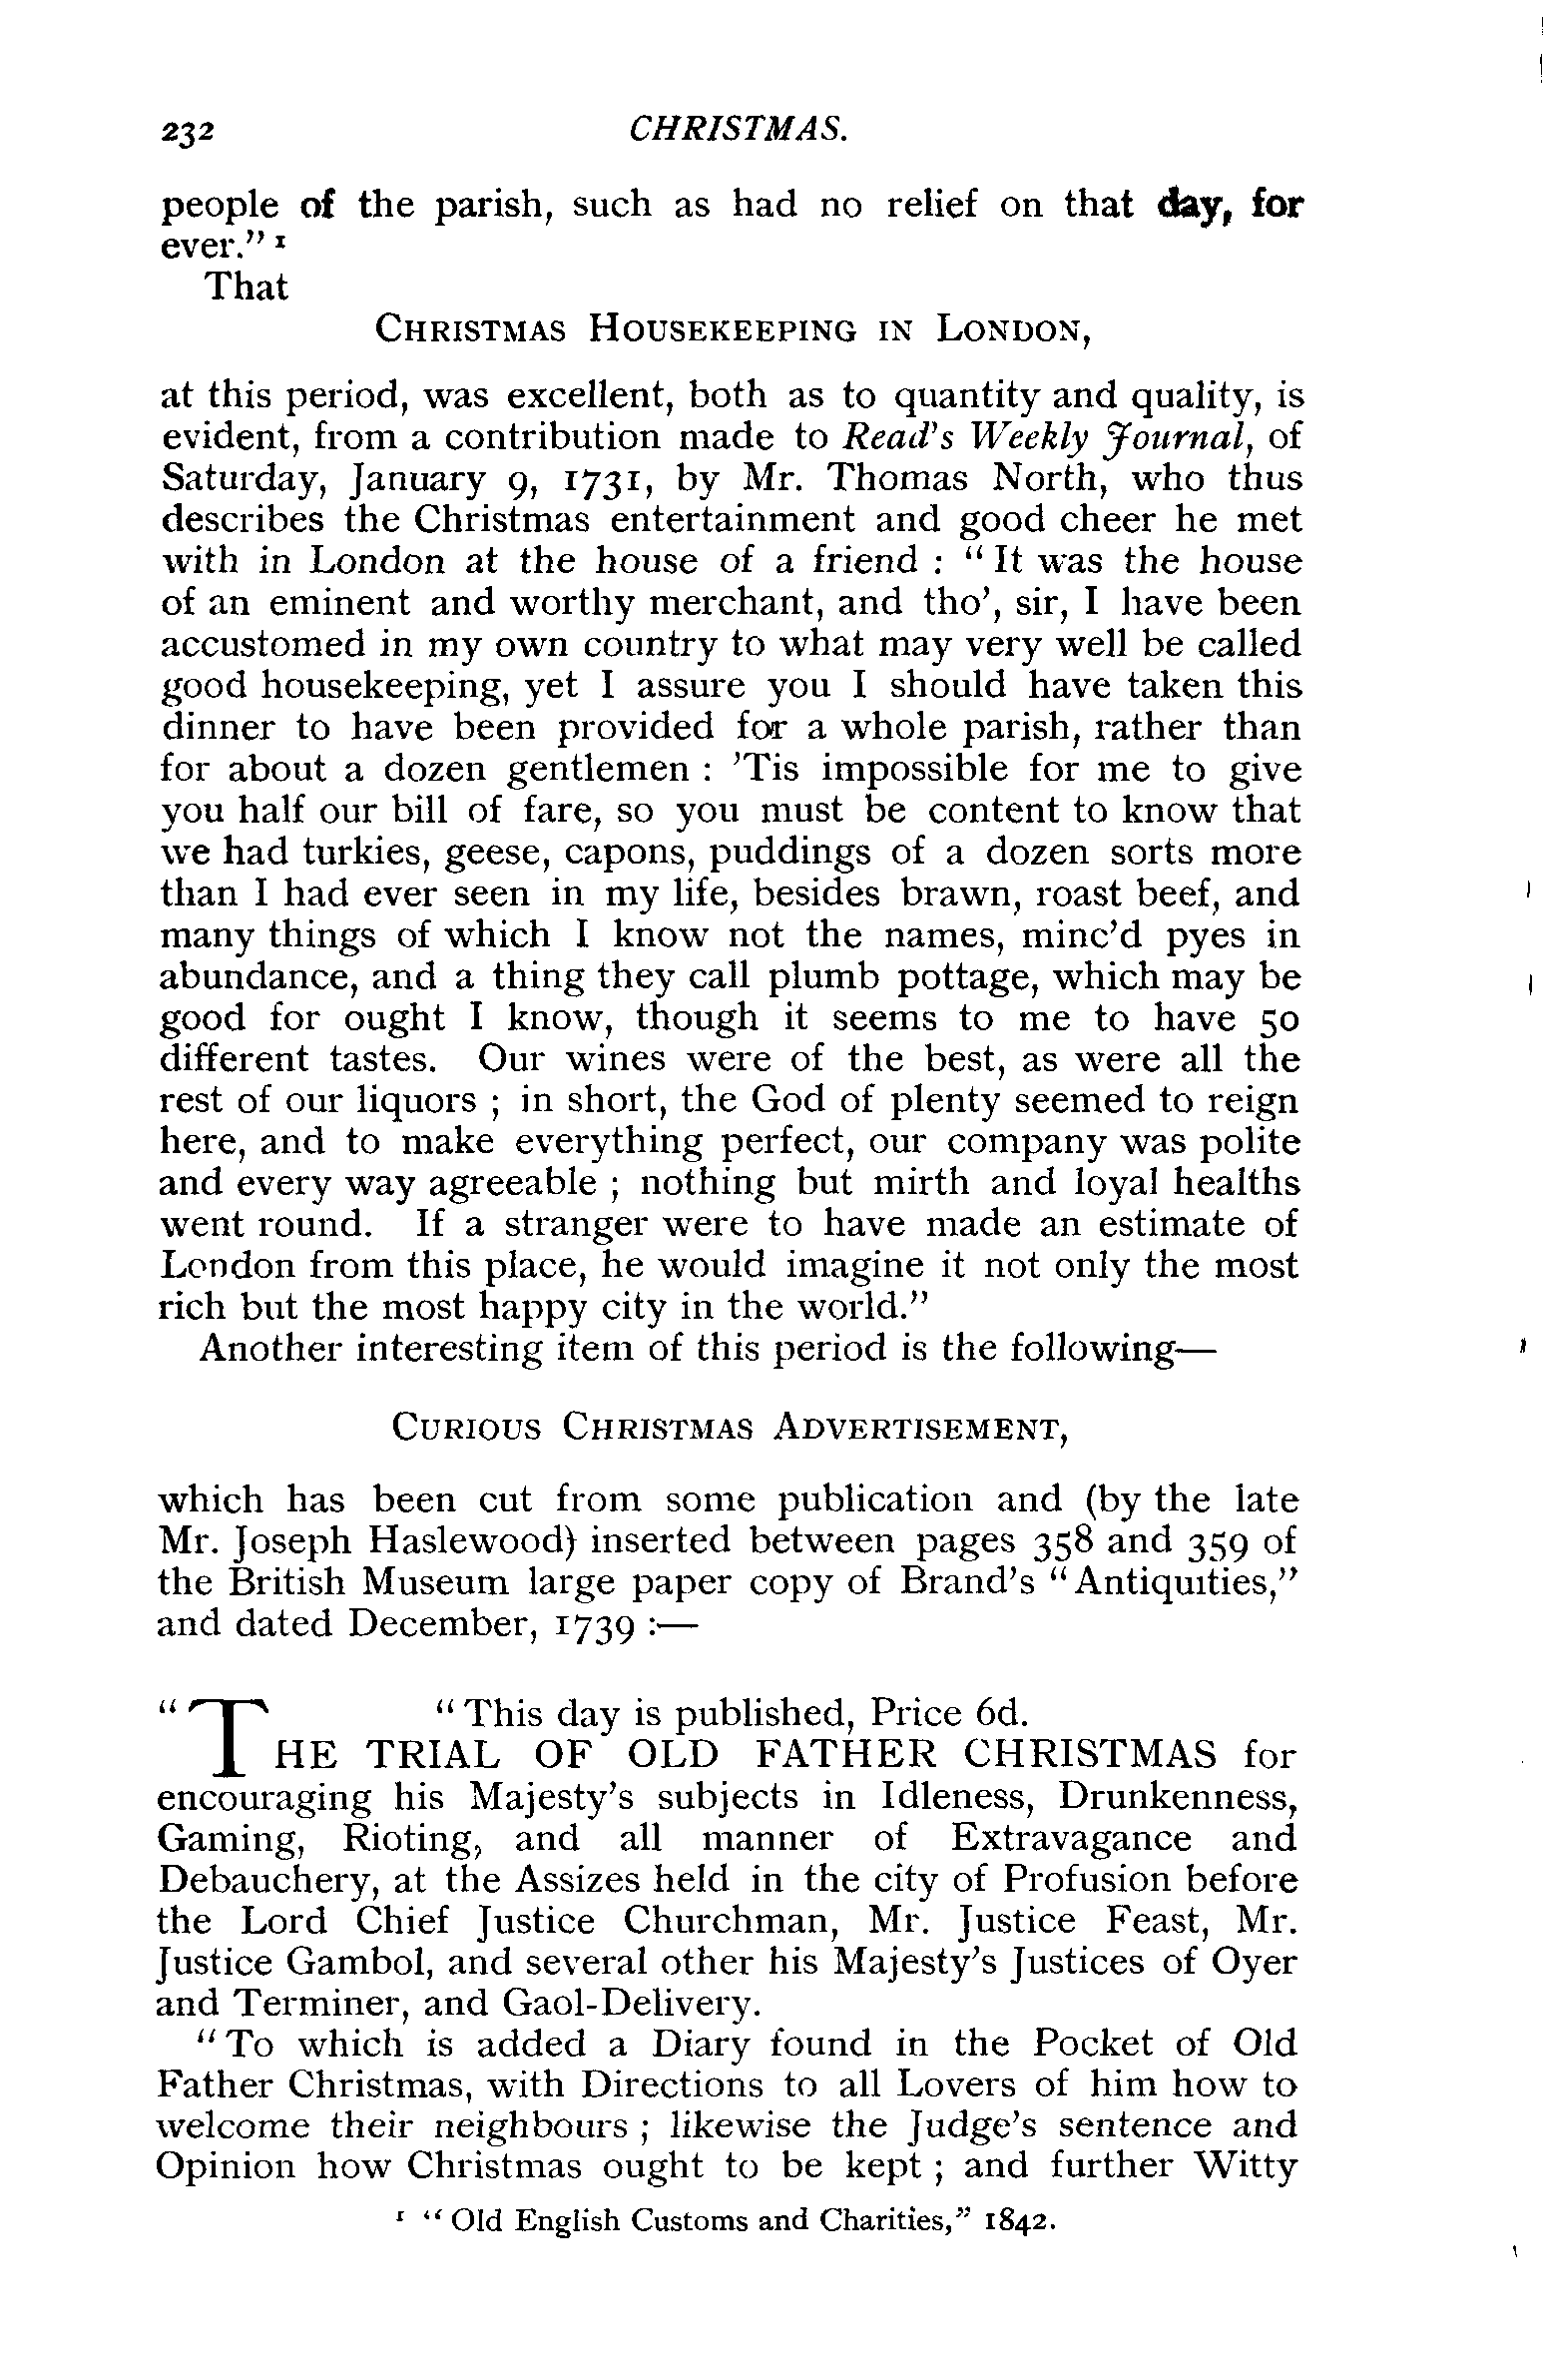 232 CHRISTMAS.
people of the parish, such as had no relief on that day, for
ever." ¹
That
CHRISTMAS HOUSEKEEPING IN LONDON,
at this period, was excellent, both as to quantity and quality, is
evident, from a contribution made to Read's Weekly Journal, of
Saturday, January 9, 1731, by Mr. Thomas North, who thus
describes the Christmas entertainment and good cheer he met
with in London at the house of a friend : "It was the house
of an eminent and worthy merchant, and tho', sir, I have been
accustomed in my own country to what may very well be called
good housekeeping, yet I assure you I should have taken this
dinner to have been provided for a whole parish, rather than
for about a dozen gentlemen : 'Tis impossible for me to give
you half our bill of fare, so you must be content to know that
we had turkies, geese, capons, puddings of a dozen sorts more
than I had ever seen in my life, besides brawn, roast beef, and
many things of which I know not the names, minc'd pyes in
abundance, and a thing they call plumb pottage, which may be
good for ought I know, though it seems to me to have 50
different tastes. Our wines were of the best, as were all the
rest of our liquors ; in short, the God of plenty seemed to reign
here, and to make everything perfect, our company was polite
and every way agreeable ; nothing but mirth and loyal healths
went round. If a stranger were to have made an estimate of
London from this place, he would imagine it not only the most
rich but the most happy city in the world."
Another interesting item of this period is the following—
CURIOUS CHRISTMAS ADVERTISEMENT,
which has been cut from some publication and (by the late
Mr. Joseph Haslewood) inserted between pages 358 and 359 of
the British Museum large paper copy of Brand's "Antiquities,"
and dated December, 1739 :—
"This day is published, Price 6d.
"THE TRIAL OF OLD FATHER CHRISTMAS for
encouraging his Majesty's subjects in Idleness, Drunkenness,
Gaming, Rioting, and all manner of Extravagance and
Debauchery, at the Assizes held in the city of Profusion before
the Lord Chief Justice Churchman, Mr. Justice Feast, Mr.
Justice Gambol, and several other his Majesty's Justices of Oyer
and Terminer, and Gaol-Delivery.
"To which is added a Diary found in the Pocket of Old
Father Christmas, with Directions to all Lovers of him how to
welcome their neighbours ; likewise the Judge's sentence and
Opinion how Christmas ought to be kept ; and further Witty
¹ "Old English Customs and Charities," 1842.